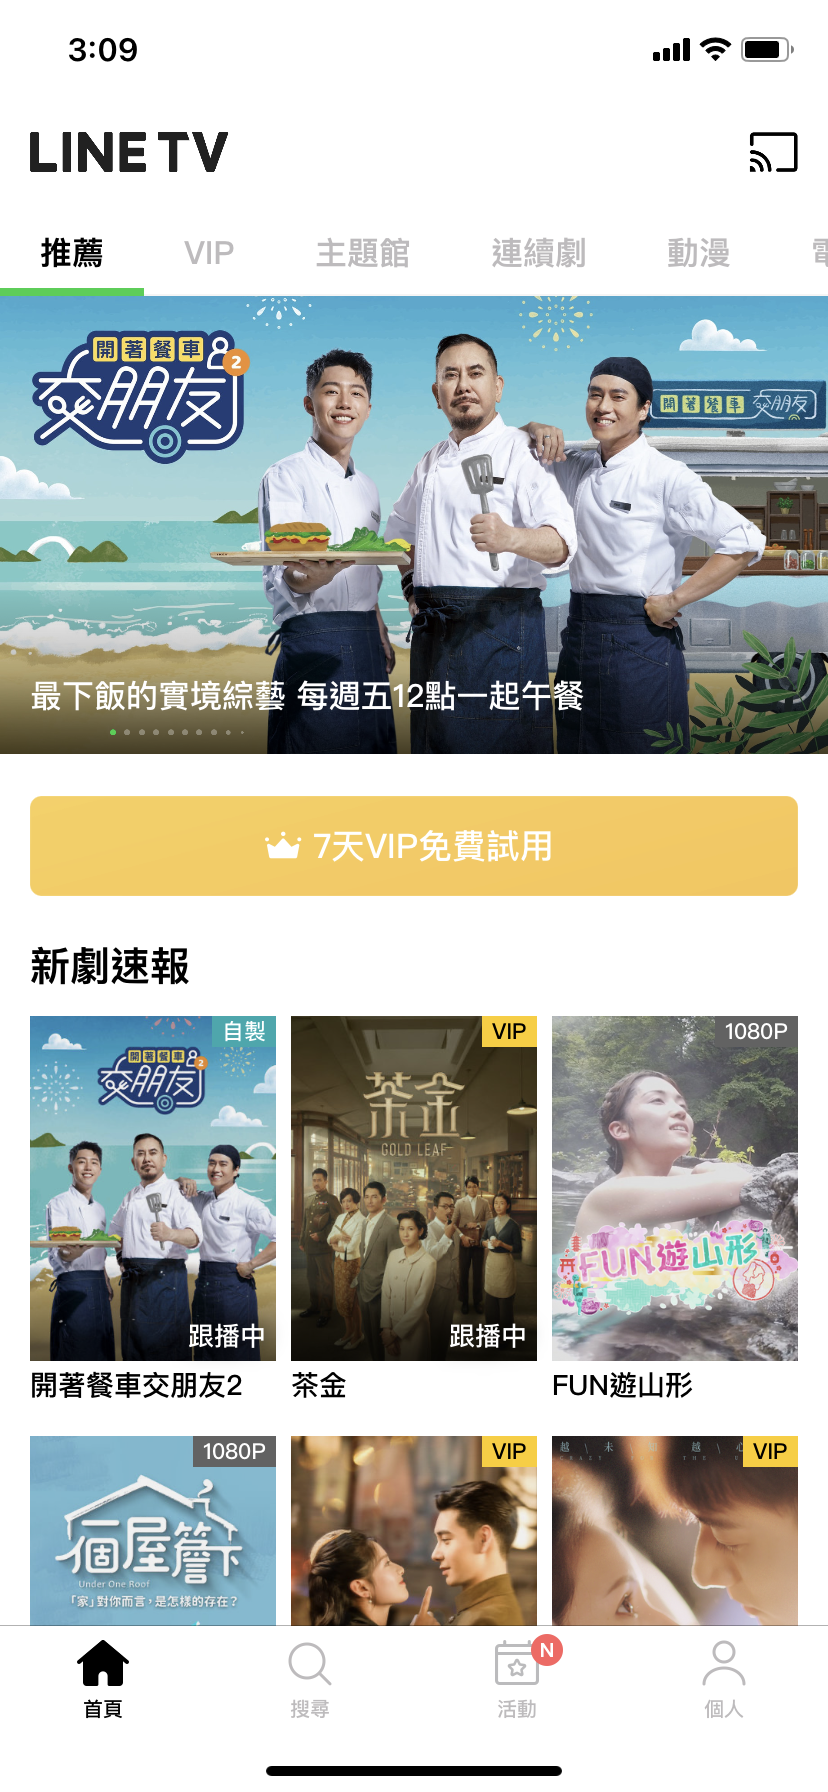 3:09
LINE TV
推薦 VIP 主題館 連續劇 動漫
開著餐車
交朋友 2
開著餐車 交朋友
最下飯的實境綜藝 每週五12點一起午餐
7天VIP免費試用
新劇速報
自製
開著餐車 2
交朋友
跟播中
開著餐車交朋友2
VIP
茶金
GOLD LEAF
跟播中
茶金
1080P
FUN遊山形
FUN遊山形
1080P
一個屋簷下
Under One Roof
「家」對你而言，是怎樣的存在？
VIP
VIP
越 \ 未 越 \ 心
首頁
搜尋
N
活動
個人